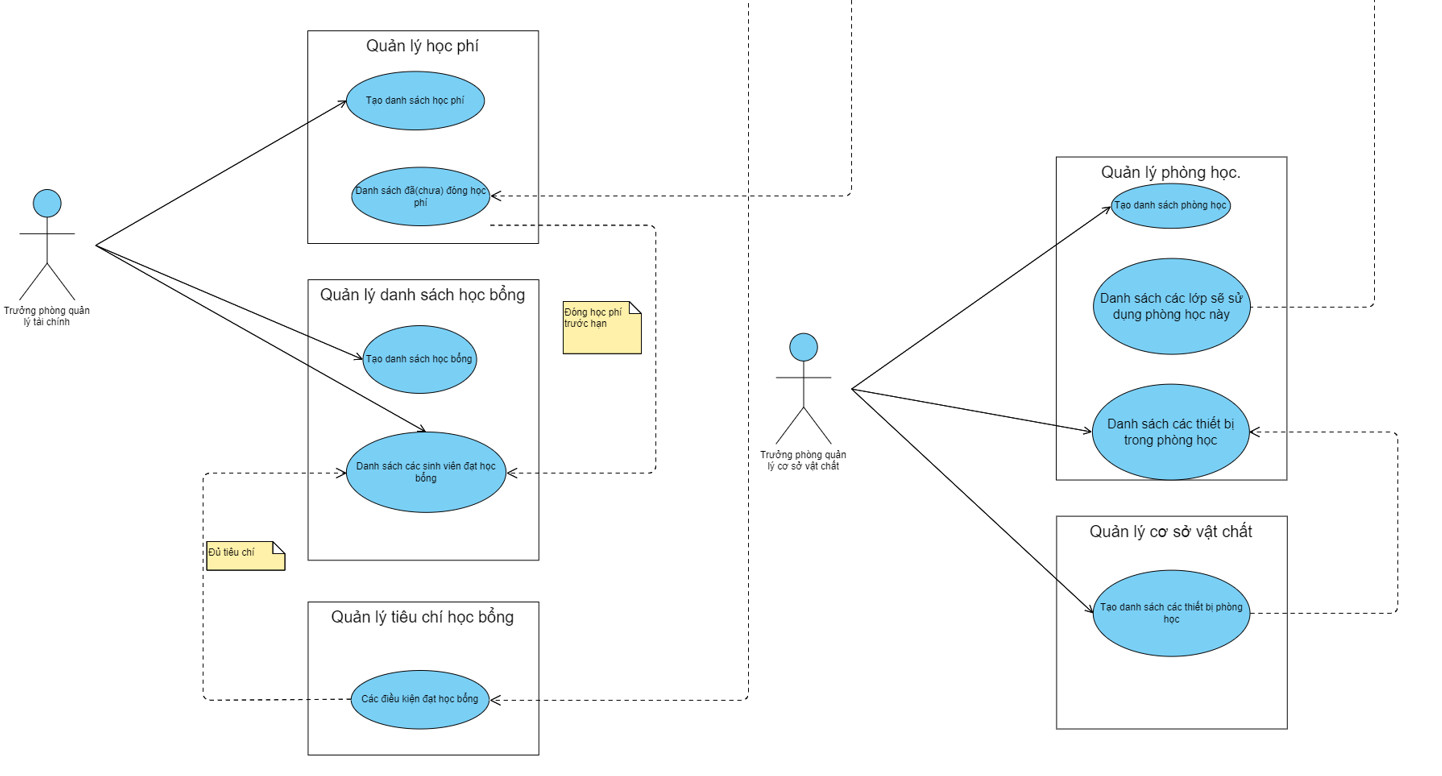 Quản lý học phí
Tạo danh sách học phí
Danh sách đã(chưa) đóng học
phí
Trưởng phòng quản
lý tài chính
Quản lý danh sách học bổng
Đóng học phí
trước hạn
Tạo danh sách học bổng
Danh sách các sinh viên đạt học
bổng
Đủ tiêu chí
Quản lý tiêu chí học bổng
Các điều kiện đạt học bổng
Quản lý phòng học.
Tạo danh sách phòng học
Danh sách các lớp sẽ sử
dụng phòng học này
Danh sách các thiết bị
trong phòng học
Trưởng phòng quản
lý cơ sở vật chất
Quản lý cơ sở vật chất
Tạo danh sách các thiết bị phòng
học